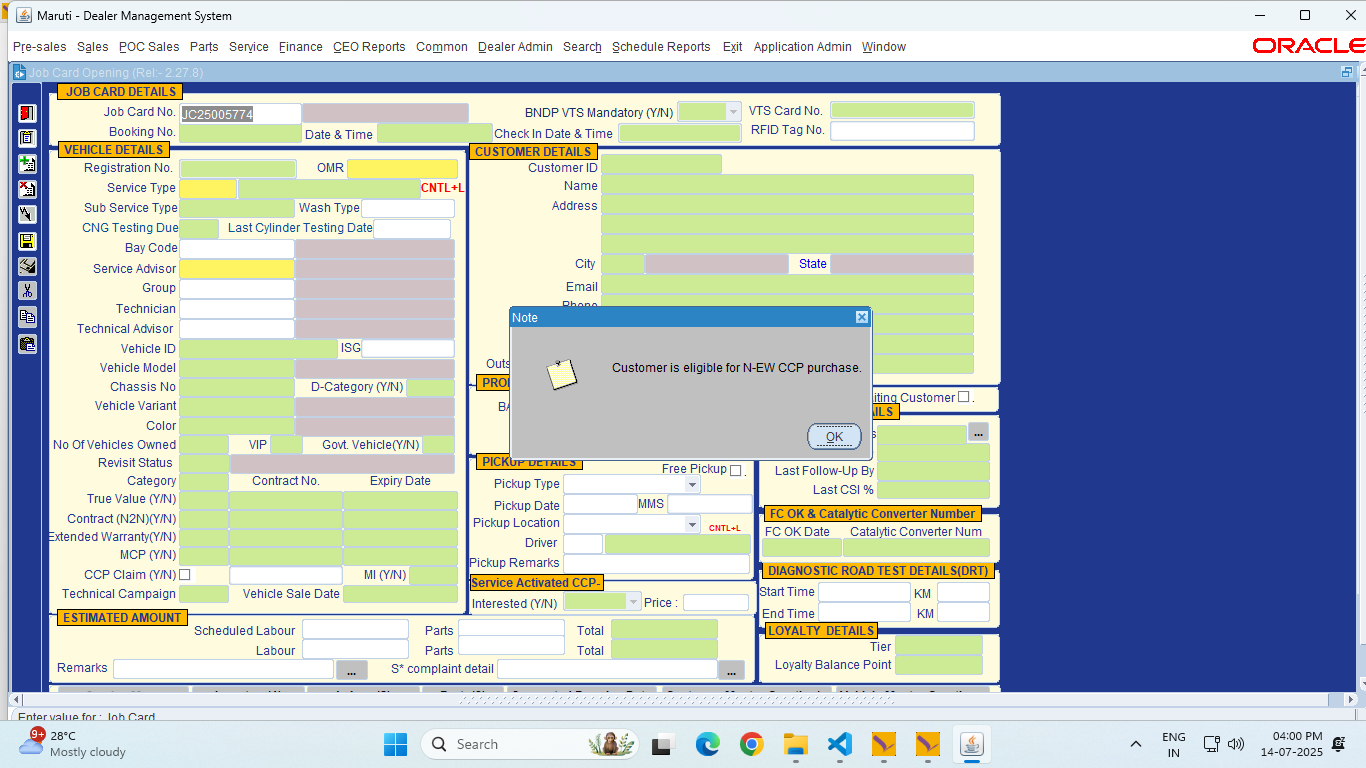 Maruti - Dealer Management System
Pre-sales Sales POC Sales Parts Service Finance CEO Reports Common Dealer Admin Search Schedule Reports Exit Application Admin Window
ORACLE
Job Card Opening (Rel:- 2.27.8)
JOB CARD DETAILS
Job Card No. JC25005774 BNDP VTS Mandatory (Y/N) VTS Card No.
Booking No. Date & Time Check In Date & Time RFID Tag No.
VEHICLE DETAILS
Registration No. OMR
Service Type CNTL+L
Sub Service Type Wash Type
CNG Testing Due Last Cylinder Testing Date
Bay Code
Service Advisor
Group
Technician
Technical Advisor
Vehicle ID ISG
Vehicle Model
Chassis No D-Category (Y/N)
Vehicle Variant
Color
No Of Vehicles Owned VIP Govt. Vehicle(Y/N)
Revisit Status
Category Contract No. Expiry Date
True Value (Y/N)
Contract (N2N)(Y/N)
Extended Warranty(Y/N)
MCP (Y/N)
CCP Claim (Y/N) MI (Y/N)
Technical Campaign Vehicle Sale Date
CUSTOMER DETAILS
Customer ID
Name
Address
City State
Email
Phone
Note
Customer is eligible for N-EW CCP purchase.
OK
iting Customer .
PICKUP DETAILS
Free Pickup .
Pickup Type
Pickup Date MMS
Pickup Location CNTL+L
Driver
Pickup Remarks
Service Activated CCP-
Interested (Y/N) Price :
AILS
...
Last Follow-Up By
Last CSI %
FC OK & Catalytic Converter Number
FC OK Date Catalytic Converter Num
DIAGNOSTIC ROAD TEST DETAILS(DRT)
Start Time KM
End Time KM
LOYALTY DETAILS
Tier
Loyalty Balance Point
ESTIMATED AMOUNT
Scheduled Labour Parts Total
Labour Parts Total
Remarks ... S* complaint detail ...
Enter value for : Job Card
9+
28°C
Mostly cloudy
Search
ENG
IN
04:00 PM
14-07-2025